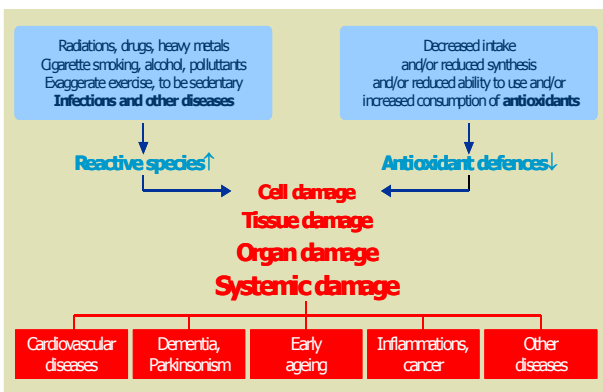 Radiations, drugs, heavy metals
Cigarette smoking, alcohol, polluttants
Exaggerate exercise, to be sedentary
Infections and other diseases
Decreased intake
and/or reduced synthesis
and/or reduced ability to use and/or
increased consumption of antioxidants
Reactive species↑
Antioxidant defences↓
Cell damage
Tissue damage
Organ damage
Systemic damage
Cardiovascular
diseases
Dementia,
Parkinsonism
Early
ageing
Inflammations,
cancer
Other
diseases